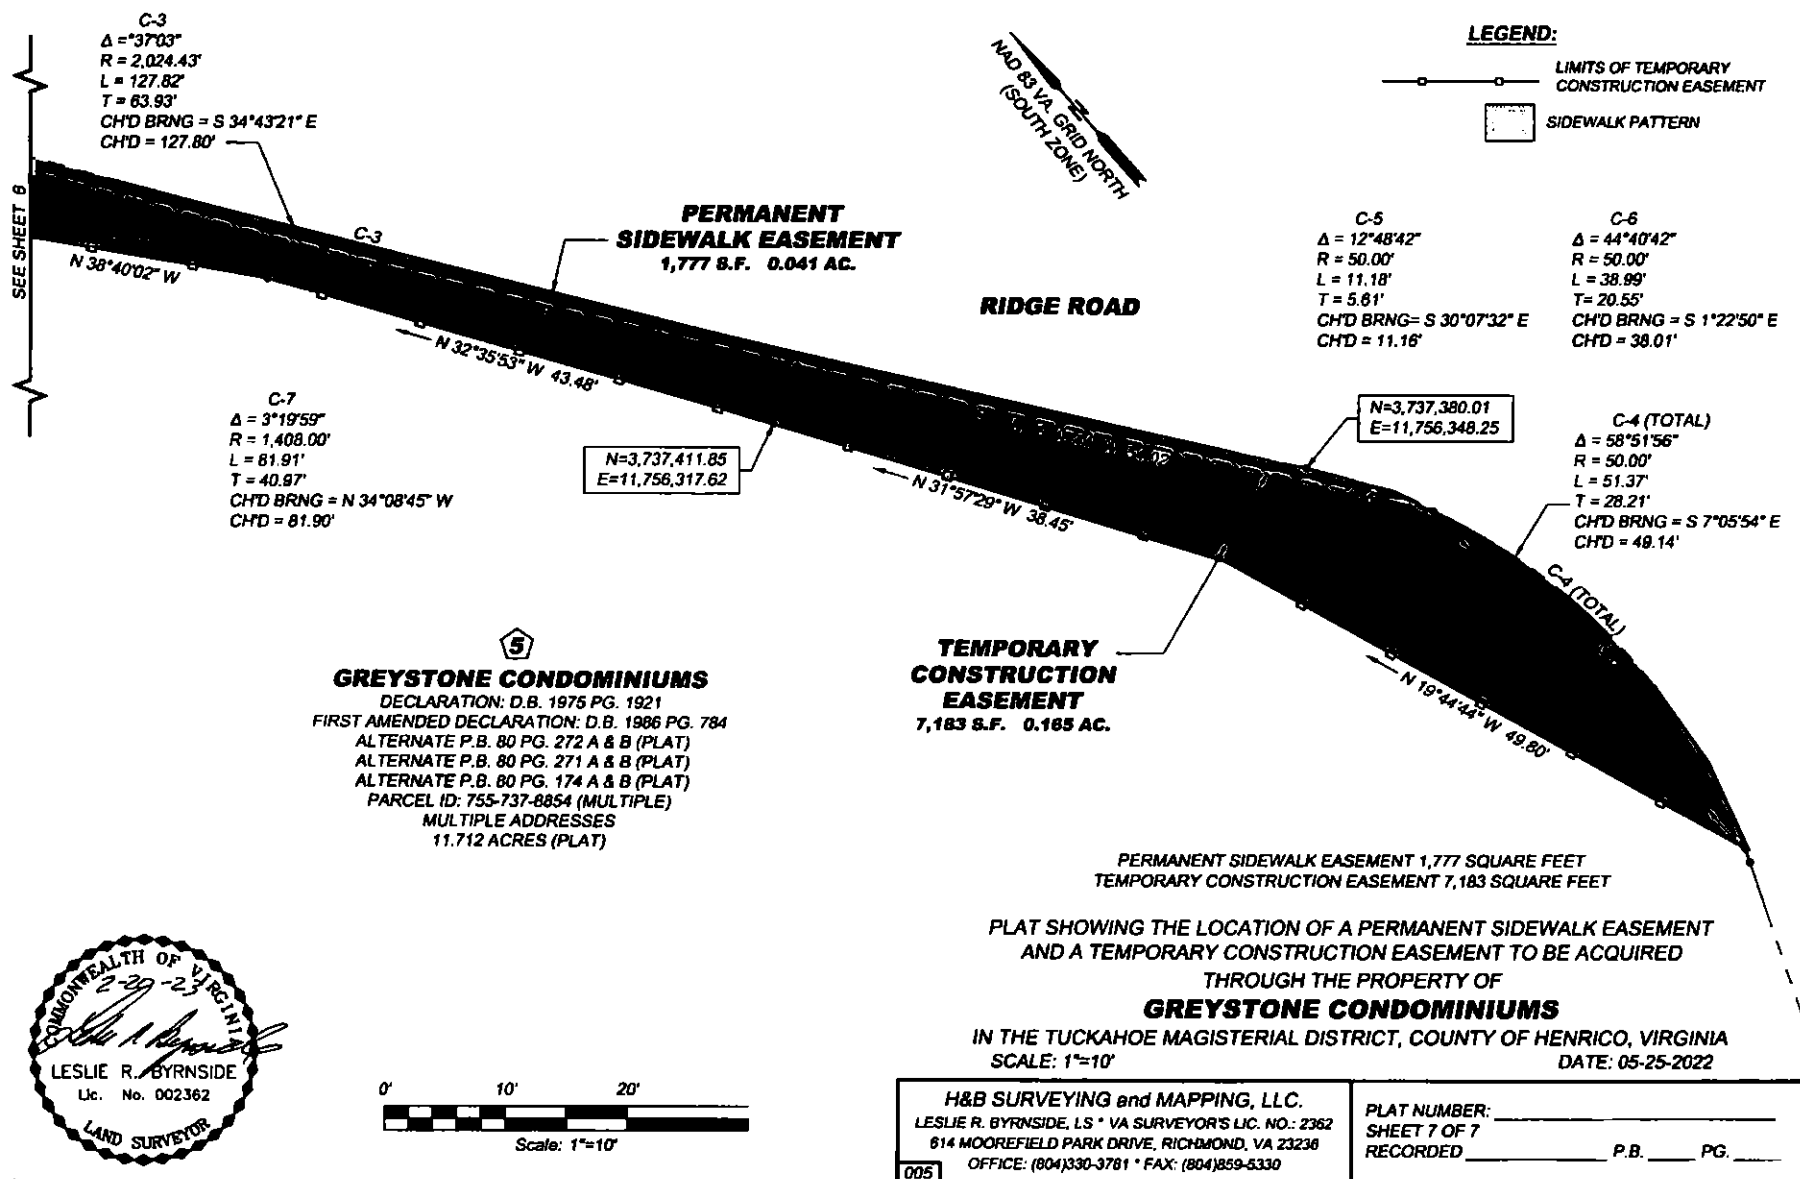 C-3
Δ =°37'03"
R = 2,024.43'
L = 127.82'
T = 63.93'
CH'D BRNG = S 34°43'21" E
CH'D = 127.80'
SEE SHEET 6
C-3
N 38°40'02" W
PERMANENT
SIDEWALK EASEMENT
1,777 S.F. 0.041 AC.
NAD 83 VA. GRID NORTH
(SOUTH ZONE)
N
LEGEND:
LIMITS OF TEMPORARY
CONSTRUCTION EASEMENT
SIDEWALK PATTERN
RIDGE ROAD
C-5
Δ = 12°48'42"
R = 50.00'
L = 11.18'
T = 5.61'
CH'D BRNG= S 30°07'32" E
CH'D = 11.16'
C-6
Δ = 44°40'42"
R = 50.00'
L = 38.99'
T= 20.55'
CH'D BRNG = S 1°22'50" E
CH'D = 38.01'
N 32°35'53" W 43.48'
C-7
Δ = 3°19'59"
R = 1,408.00'
L = 81.91'
T = 40.97'
CH'D BRNG = N 34°08'45" W
CH'D = 81.90'
N=3,737,411.85
E=11,756,317.62
N=3,737,380.01
E=11,756,348.25
N 31°57'29" W 38.45'
C-4 (TOTAL)
Δ = 58°51'56"
R = 50.00'
L = 51.37'
T = 28.21'
CH'D BRNG = S 7°05'54" E
CH'D = 49.14'
C-4 (TOTAL)
N 19°44'44" W 49.80'
TEMPORARY
CONSTRUCTION
EASEMENT
7,183 S.F. 0.165 AC.
5
GREYSTONE CONDOMINIUMS
DECLARATION: D.B. 1975 PG. 1921
FIRST AMENDED DECLARATION: D.B. 1986 PG. 784
ALTERNATE P.B. 80 PG. 272 A & B (PLAT)
ALTERNATE P.B. 80 PG. 271 A & B (PLAT)
ALTERNATE P.B. 80 PG. 174 A & B (PLAT)
PARCEL ID: 755-737-8854 (MULTIPLE)
MULTIPLE ADDRESSES
11.712 ACRES (PLAT)
PERMANENT SIDEWALK EASEMENT 1,777 SQUARE FEET
TEMPORARY CONSTRUCTION EASEMENT 7,183 SQUARE FEET
PLAT SHOWING THE LOCATION OF A PERMANENT SIDEWALK EASEMENT
AND A TEMPORARY CONSTRUCTION EASEMENT TO BE ACQUIRED
THROUGH THE PROPERTY OF
GREYSTONE CONDOMINIUMS
IN THE TUCKAHOE MAGISTERIAL DISTRICT, COUNTY OF HENRICO, VIRGINIA
SCALE: 1"=10' DATE: 05-25-2022
COMMONWEALTH OF VIRGINIA
LESLIE R. BYRNSIDE
Lic. No. 002362
LAND SURVEYOR
0' 10' 20'
Scale: 1"=10'
H&B SURVEYING and MAPPING, LLC.
LESLIE R. BYRNSIDE, LS * VA SURVEYOR'S LIC. NO.: 2362
614 MOOREFIELD PARK DRIVE, RICHMOND, VA 23236
OFFICE: (804)330-3781 * FAX: (804)859-5330
005
PLAT NUMBER:
SHEET 7 OF 7
RECORDED P.B. PG.